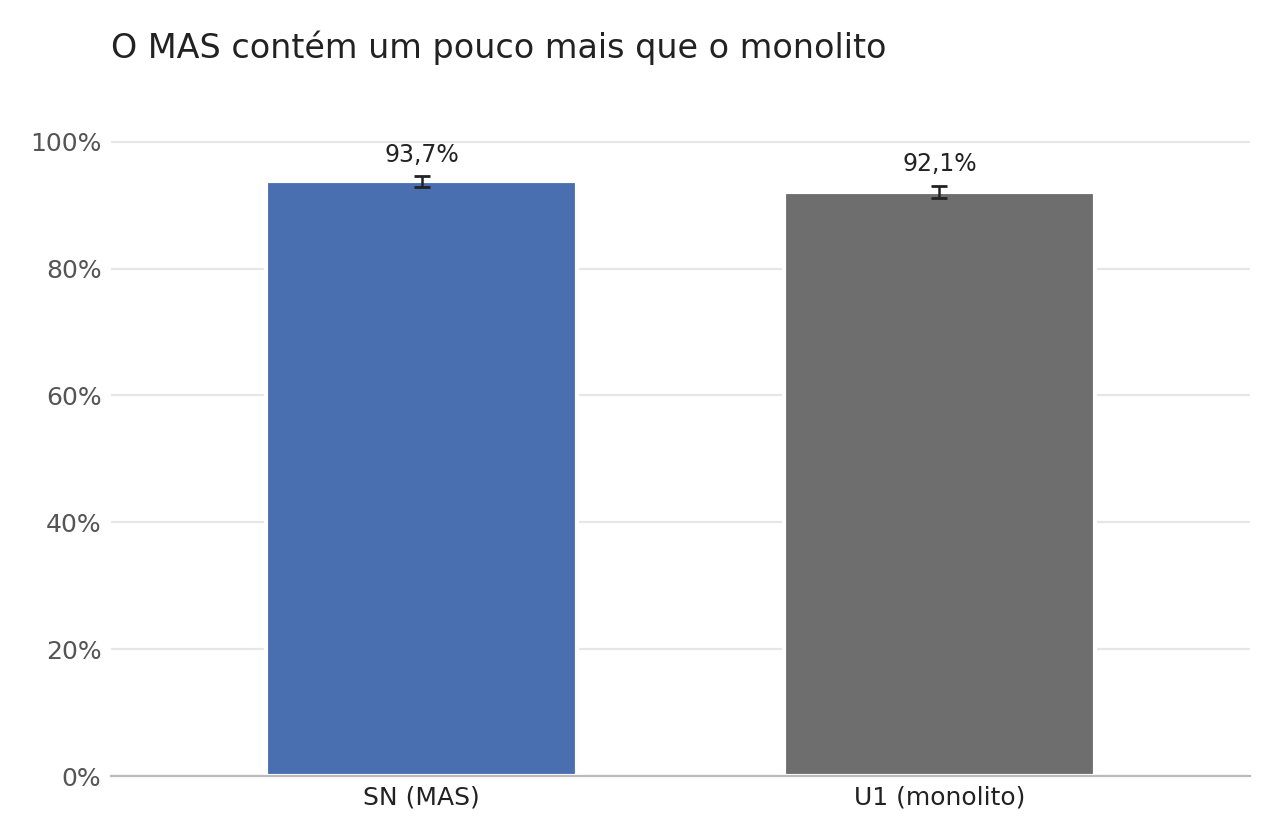 O MAS contém um pouco mais que o monolito
100%
93,7%
92,1%
80%
60%
40%
20%
0%
SN (MAS)
U1 (monolito)